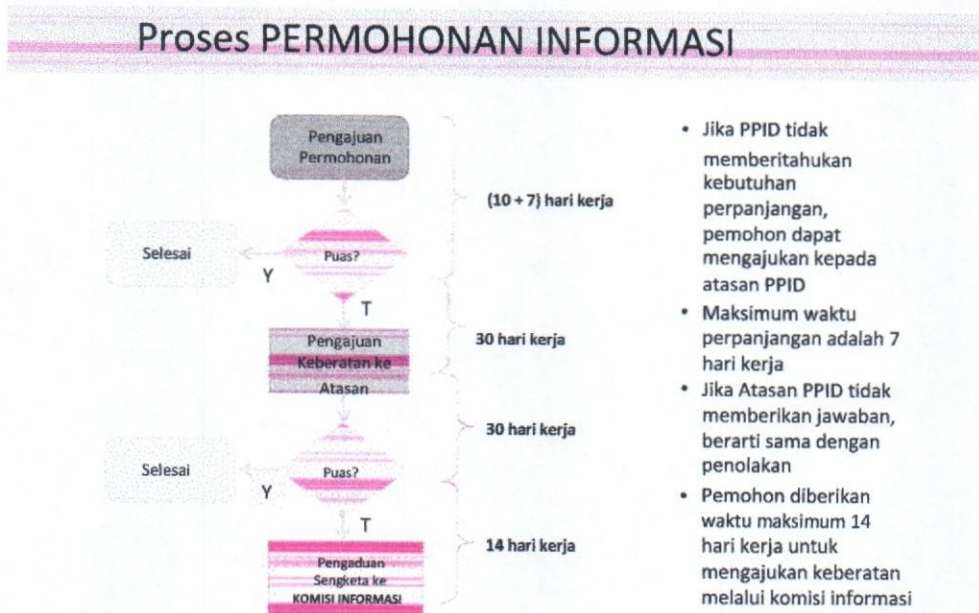 Proses PERMOHONAN INFORMASI
Pengajuan
Permohonan
(10 + 7) hari kerja
Selesai
Puas?
Y
T
Pengajuan
Keberatan ke
Atasan
30 hari kerja
30 hari kerja
Selesai
Puas?
Y
T
Pengaduan
Sengketa ke
KOMISI INFORMASI
14 hari kerja
• Jika PPID tidak
memberitahukan
kebutuhan
perpanjangan,
pemohon dapat
mengajukan kepada
atasan PPID
• Maksimum waktu
perpanjangan adalah 7
hari kerja
• Jika Atasan PPID tidak
memberikan jawaban,
berarti sama dengan
penolakan
• Pemohon diberikan
waktu maksimum 14
hari kerja untuk
mengajukan keberatan
melalui komisi informasi